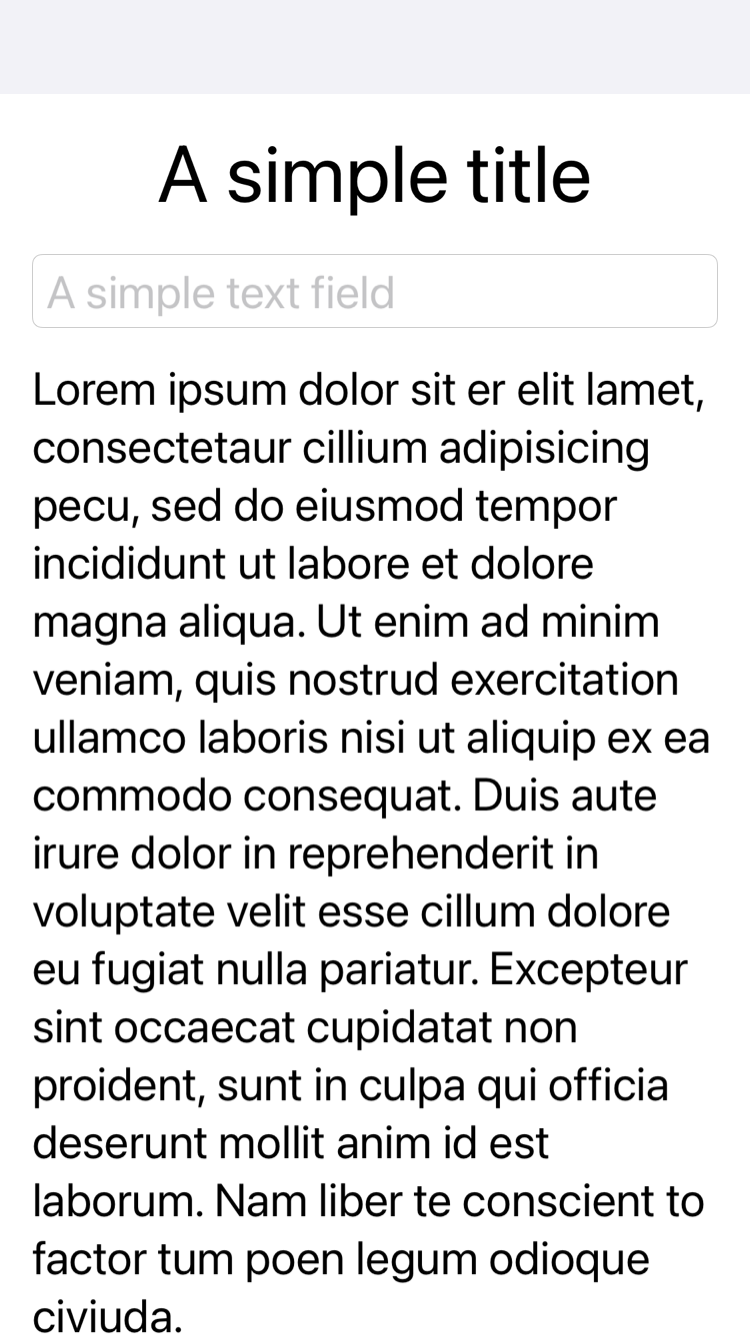 A simple title
A simple text field
Lorem ipsum dolor sit er elit lamet,
consectetaur cillium adipisicing
pecu, sed do eiusmod tempor
incididunt ut labore et dolore
magna aliqua. Ut enim ad minim
veniam, quis nostrud exercitation
ullamco laboris nisi ut aliquip ex ea
commodo consequat. Duis aute
irure dolor in reprehenderit in
voluptate velit esse cillum dolore
eu fugiat nulla pariatur. Excepteur
sint occaecat cupidatat non
proident, sunt in culpa qui officia
deserunt mollit anim id est
laborum. Nam liber te conscient to
factor tum poen legum odioque
civiuda.